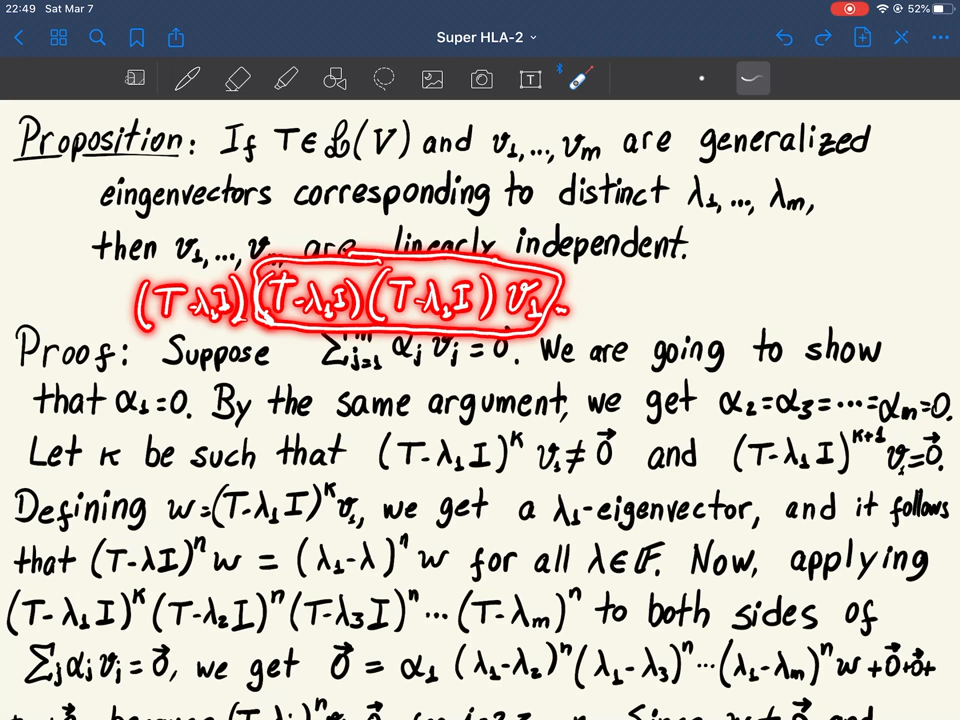 22:49 Sat Mar 7
52%
Super HLA-2
Proposition: If T∈𝓛(V) and v₁,...,vₘ are generalized
eingenvectors corresponding to distinct λ₁,..., λₘ,
then v₁,..., are linearly independent.
(T-λ₁I)(T-λ₁I)(T-λ₁I) v₁
Proof: Suppose Σⱼ₌₁ αⱼ vⱼ = 0⃗. We are going to show
that α₁=0. By the same argument, we get α₂=α₃=...=αₘ=0.
Let κ be such that (T-λ₁I)^κ v₁ ≠ 0⃗ and (T-λ₁I)^κ+1 v₁=0⃗.
Defining w=(T-λ₁I)^κ v₁, we get a λ₁-eigenvector, and it follows
that (T-λI)ⁿw = (λ₁-λ)ⁿ w for all λ∈F. Now, applying
(T-λ₁I)^κ (T-λ₂I)ⁿ(T-λ₃I)ⁿ...(T-λₘ)ⁿ to both sides of
Σⱼ αⱼ vⱼ = 0⃗, we get 0⃗ = α₁ (λ₁-λ₂)ⁿ(λ₁-λ₃)ⁿ...(λ₁-λₘ)ⁿ w + 0⃗+0⃗+